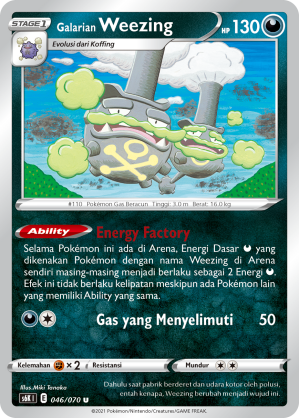 STAGE 1
Galarian Weezing
HP 130
Evolusi dari Koffing
#110 Pokémon Gas Beracun Tinggi: 3.0 m Berat: 16.0 kg
Ability Energy Factory
Selama Pokémon ini ada di Arena, Energi Dasar yang
dikenakan Pokémon dengan nama Weezing di Arena
sendiri masing-masing menjadi berlaku sebagai 2 Energi .
Efek ini tidak berlaku kelipatan meskipun ada Pokémon lain
yang memiliki Ability yang sama.
Gas yang Menyelimuti 50
Kelemahan × 2 Resistansi Mundur
Illus. Miki Tanaka
S6K I E 046/070 U
Dahulu saat pabrik berderet dan udara kotor oleh polusi,
entah kenapa, Weezing berubah menjadi wujud ini.
©2021 Pokémon/Nintendo/Creatures/GAME FREAK.